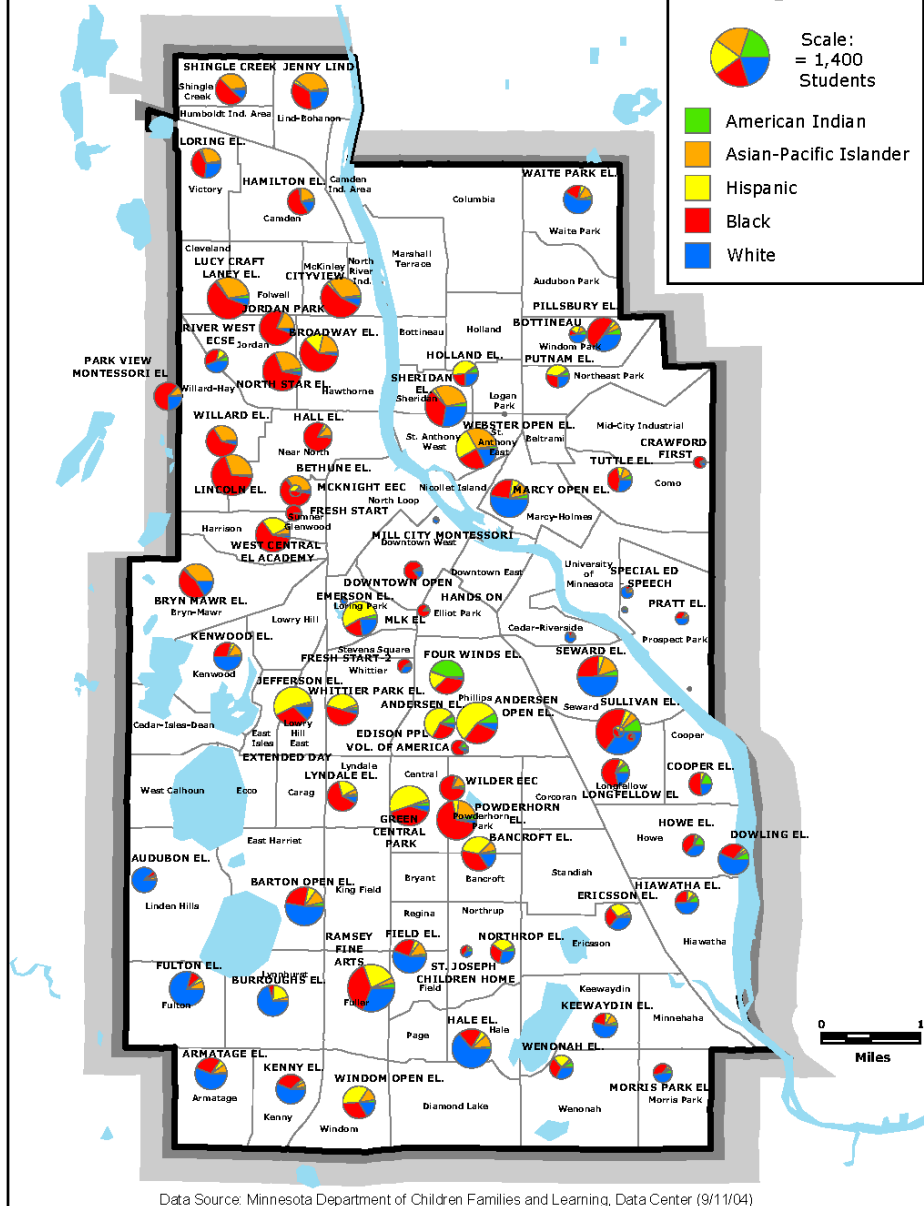 Scale:
= 1,400
Students
American Indian
Asian-Pacific Islander
Hispanic
Black
White
SHINGLE CREEK
JENNY LIND
Shingle
Creek
Humboldt Ind. Area
Lind-Bohanon
LORING EL.
Victory
HAMILTON EL.
Camden
Camden
Ind. Area
Columbia
WAITE PARK EL.
Waite Park
Cleveland
LUCY CRAFT
LANEY EL.
Folwell
McKinley
CITYVIEW
North
River
Ind.
Marshall
Terrace
Audubon Park
JORDAN PARK
RIVER WEST
ECSE
Jordan
BROADWAY EL.
Bottineau
Holland
PILLSBURY EL.
BOTTINEAU
Windom Park
PARK VIEW
MONTESSORI EL
Willard-Hay
NORTH STAR EL.
Hawthorne
HOLLAND EL.
PUTNAM EL.
Northeast Park
SHERIDAN
EL.
Sheridan
Logan
Park
WILLARD EL.
HALL EL.
Near North
St. Anthony
West
WEBSTER OPEN EL.
St.
Anthony
East
Beltrami
Mid-City Industrial
CRAWFORD
FIRST
TUTTLE EL.
Como
LINCOLN EL.
BETHUNE EL.
MCKNIGHT EEC
FRESH START
Sumner
Glenwood
North Loop
Nicollet Island
MARCY OPEN EL.
Marcy-Holmes
Harrison
WEST CENTRAL
EL ACADEMY
MILL CITY MONTESSORI
Downtown West
DOWNTOWN OPEN
Downtown East
University
of
Minnesota
SPECIAL ED
SPEECH
BRYN MAWR EL.
Bryn-Mawr
EMERSON EL.
Loring Park
Lowry Hill
MLK EL
HANDS ON
Elliot Park
Cedar-Riverside
PRATT EL.
Prospect Park
KENWOOD EL.
Kenwood
Stevens Square
FRESH START-2
Whittier
FOUR WINDS EL.
SEWARD EL.
Seward
JEFFERSON EL.
WHITTIER PARK EL.
Phillips
ANDERSEN EL.
ANDERSEN
OPEN EL.
SULLIVAN EL.
Cedar-Isles-Dean
East
Isles
Lowry
Hill
East
EDISON PPL
VOL. OF AMERICA
Cooper
EXTENDED DAY
Lyndale
LYNDALE EL.
Central
WILDER EEC
Longfellow
LONGFELLOW EL
COOPER EL.
West Calhoun
Ecco
Carag
Corcoran
POWDERHORN
EL.
Powderhorn
Park
GREEN
CENTRAL
PARK
HOWE EL.
Howe
DOWLING EL.
East Harriet
BANCROFT EL.
Bancroft
AUDUBON EL.
Linden Hills
BARTON OPEN EL.
King Field
Bryant
Standish
HIAWATHA EL.
Hiawatha
ERICSSON EL.
Ericsson
Regina
Northrup
RAMSEY
FINE
ARTS
FIELD EL.
NORTHROP EL.
ST. JOSEPH
CHILDREN HOME
Field
FULTON EL.
Fulton
Lynnhurst
BURROUGHS EL.
Fuller
Keewaydin
KEEWAYDIN EL.
Minnehaha
Page
HALE EL.
Hale
WENONAH EL.
Wenonah
ARMATAGE EL.
Armatage
KENNY EL.
Kenny
WINDOM OPEN EL.
Windom
Diamond Lake
MORRIS PARK EL
Morris Park
0
1
Miles
Data Source: Minnesota Department of Children Families and Learning, Data Center (9/11/04)